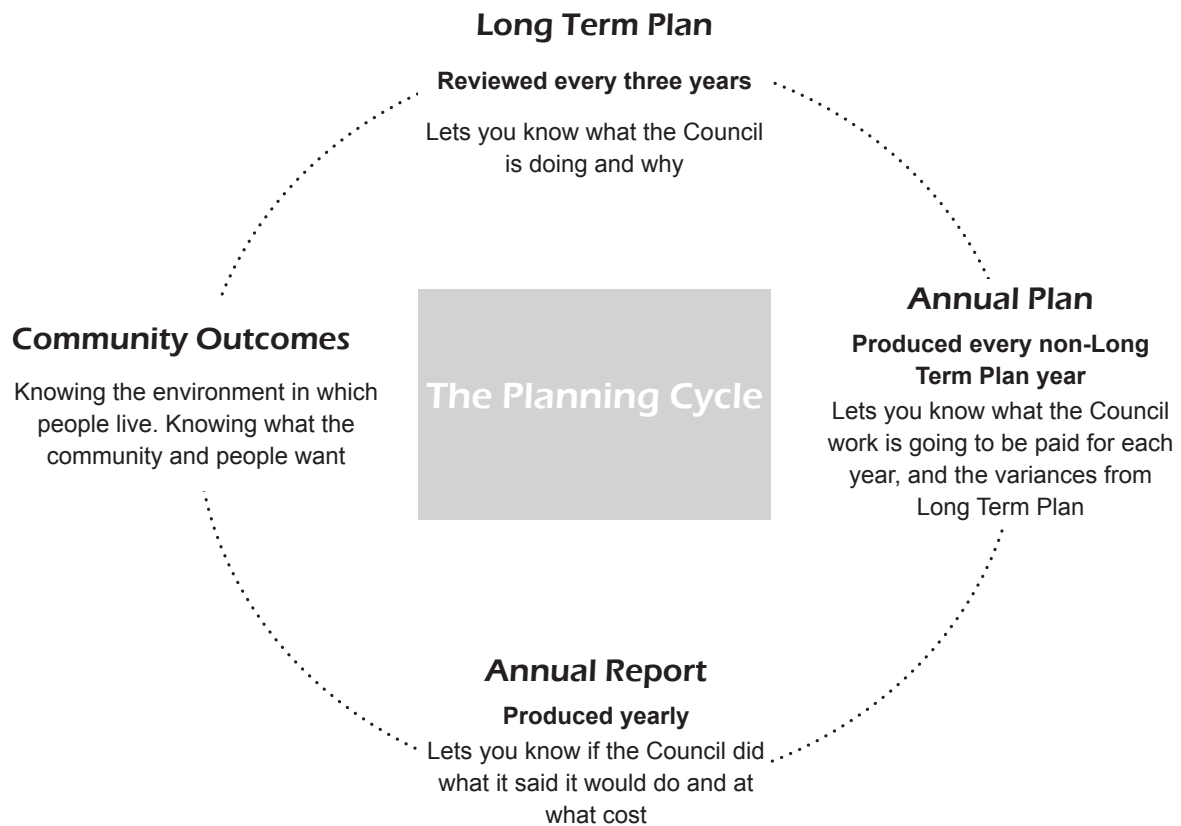 Long Term Plan
Reviewed every three years
Lets you know what the Council
is doing and why
Annual Plan
Produced every non-Long
Term Plan year
Lets you know what the Council
work is going to be paid for each
year, and the variances from
Long Term Plan
Community Outcomes
Knowing the environment in which
people live. Knowing what the
community and people want
The Planning Cycle
Annual Report
Produced yearly
Lets you know if the Council did
what it said it would do and at
what cost